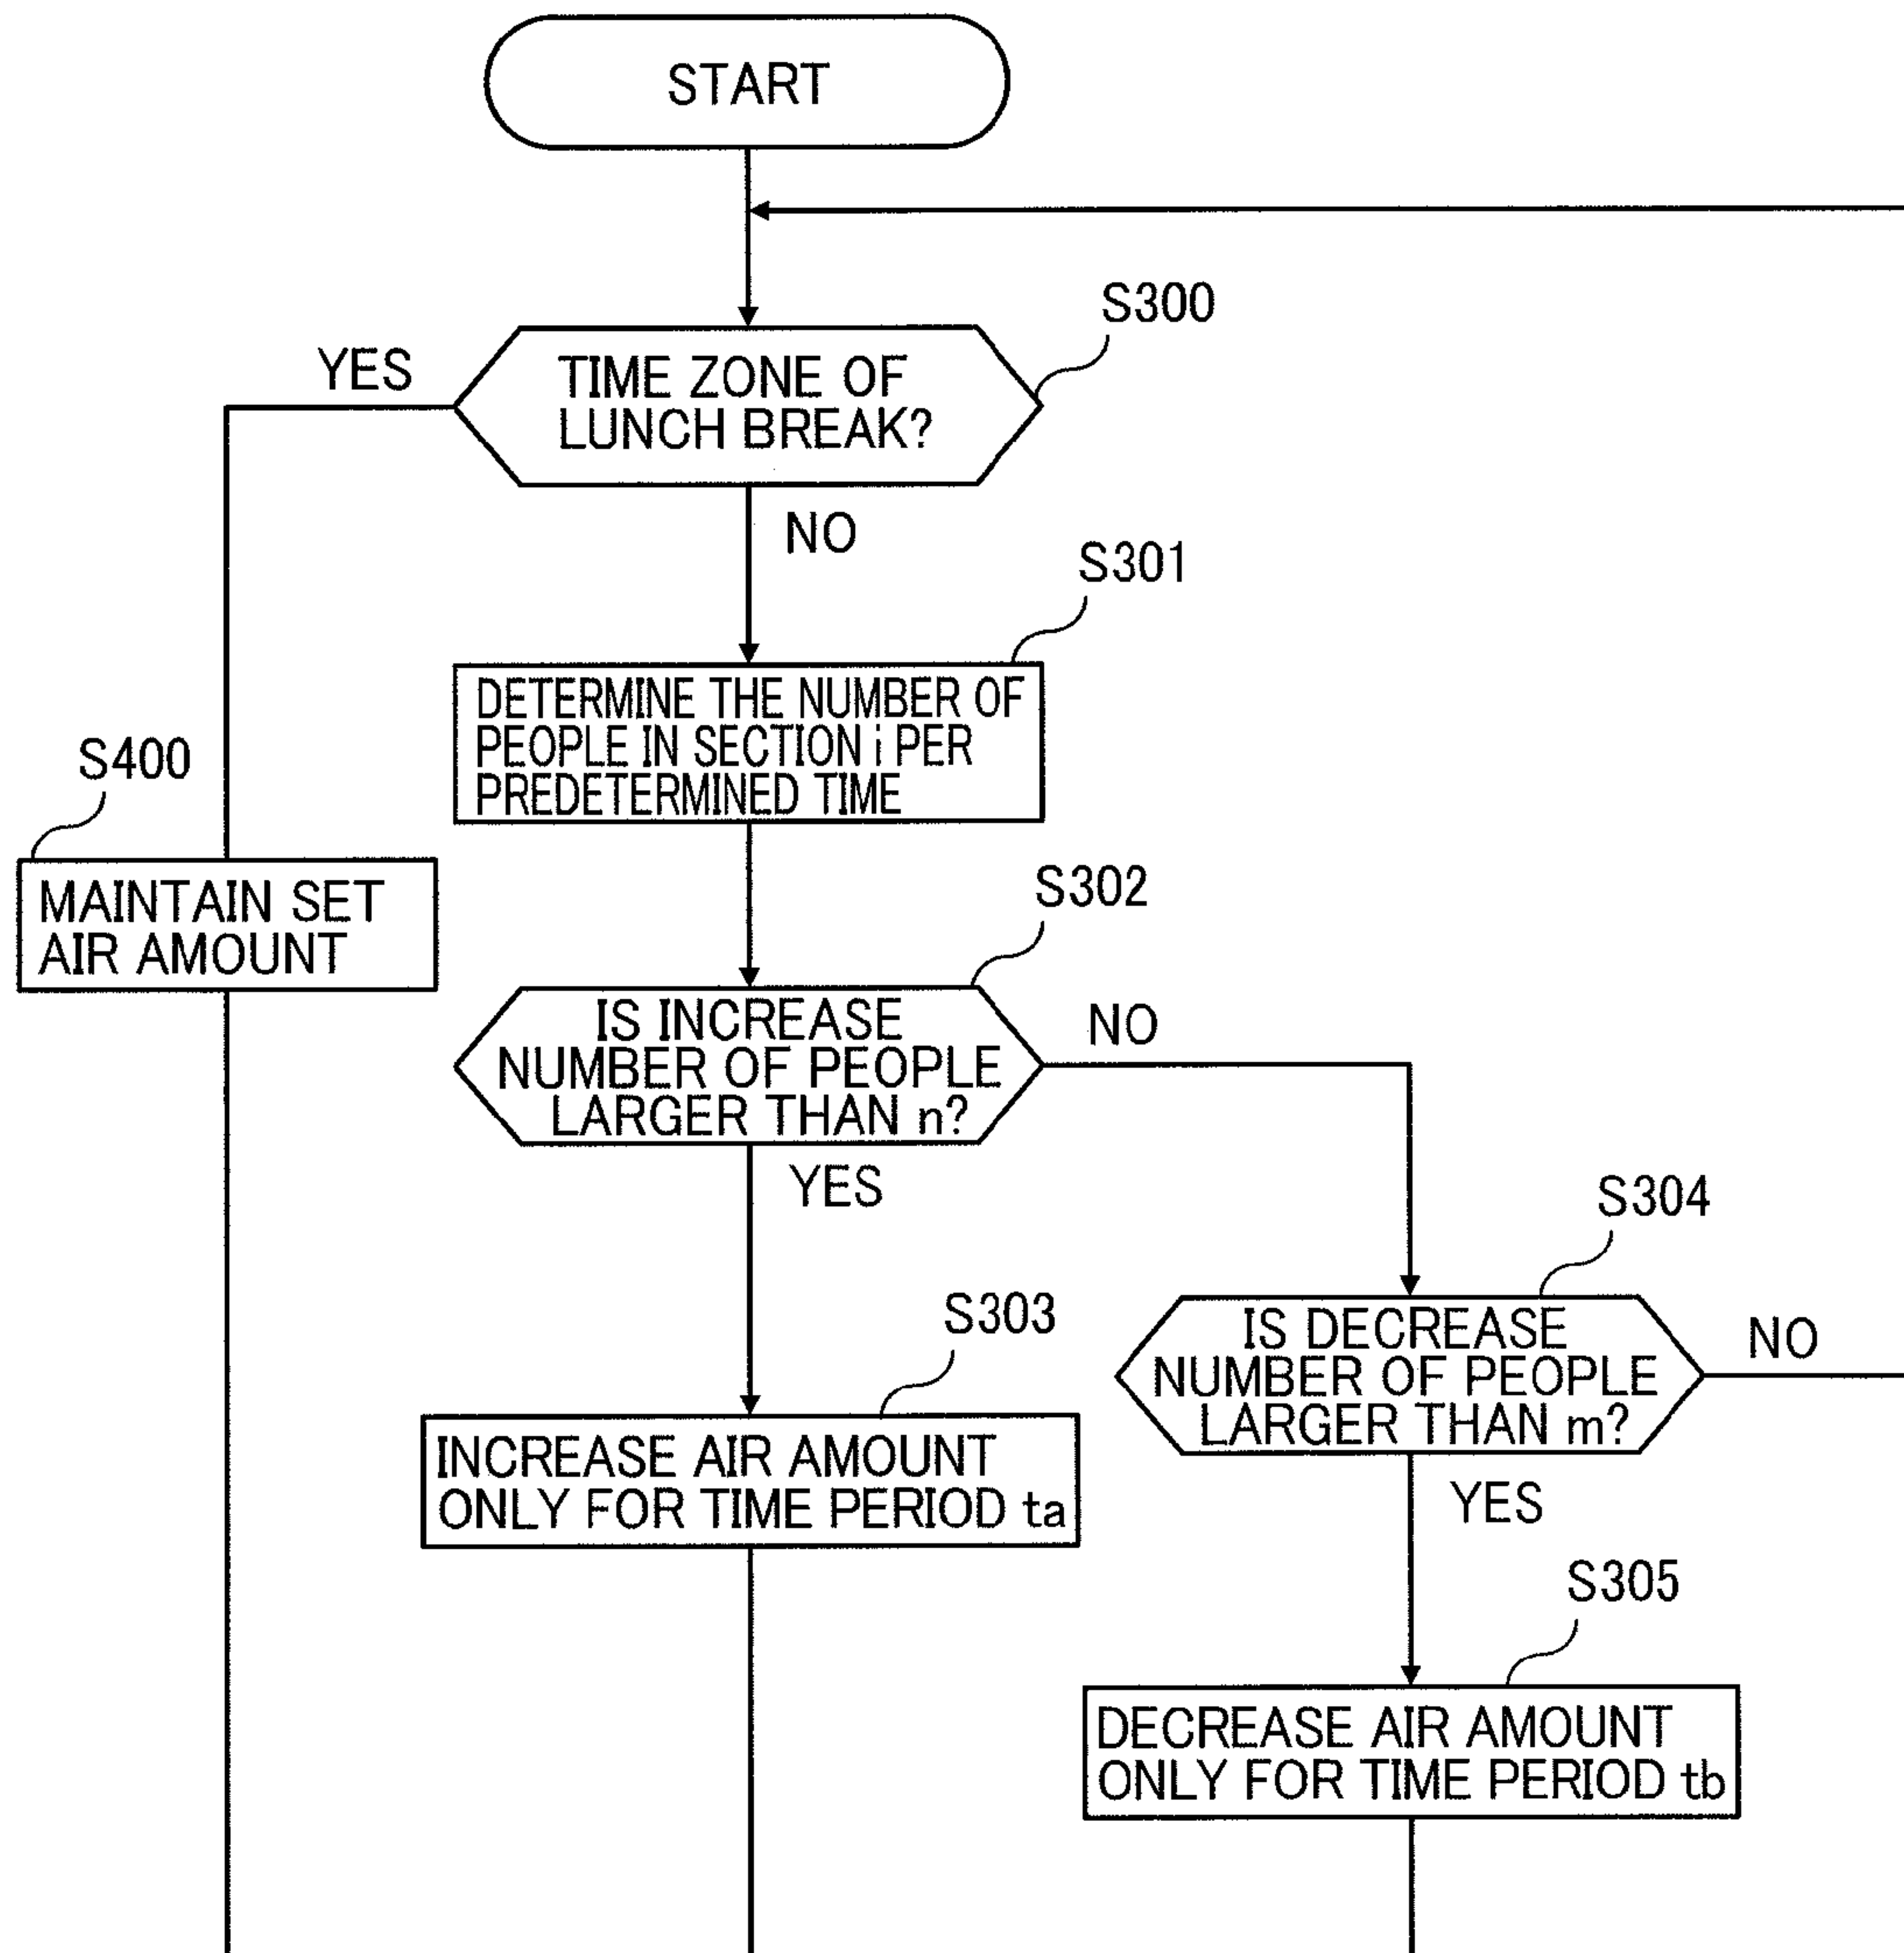 START
S300
YES
TIME ZONE OF
LUNCH BREAK?
NO
S301
DETERMINE THE NUMBER OF
PEOPLE IN SECTION i PER
PREDETERMINED TIME
S400
MAINTAIN SET
AIR AMOUNT
S302
IS INCREASE
NUMBER OF PEOPLE
LARGER THAN n?
NO
YES
S304
IS DECREASE
NUMBER OF PEOPLE
LARGER THAN m?
NO
S303
INCREASE AIR AMOUNT
ONLY FOR TIME PERIOD ta
YES
S305
DECREASE AIR AMOUNT
ONLY FOR TIME PERIOD tb